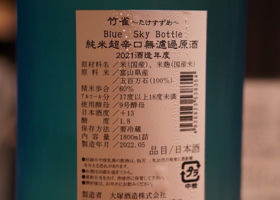 竹雀～たけすずめ～
Blue Sky Bottle
純米超辛口無濾過原酒
2021酒造年度
原材料名／米(国産)、米麹(国産米)
原料米／富山県産
五百万石(100%)
精米歩合／60%
アルコール分／17度以上18度未満
使用酵母／9号酵母
日本酒度／+13
酸度／1.8
保存方法／要冷蔵
内容量／1800ml詰
製造年月／2022.05
品目/日本酒
大塚酒造株式会社